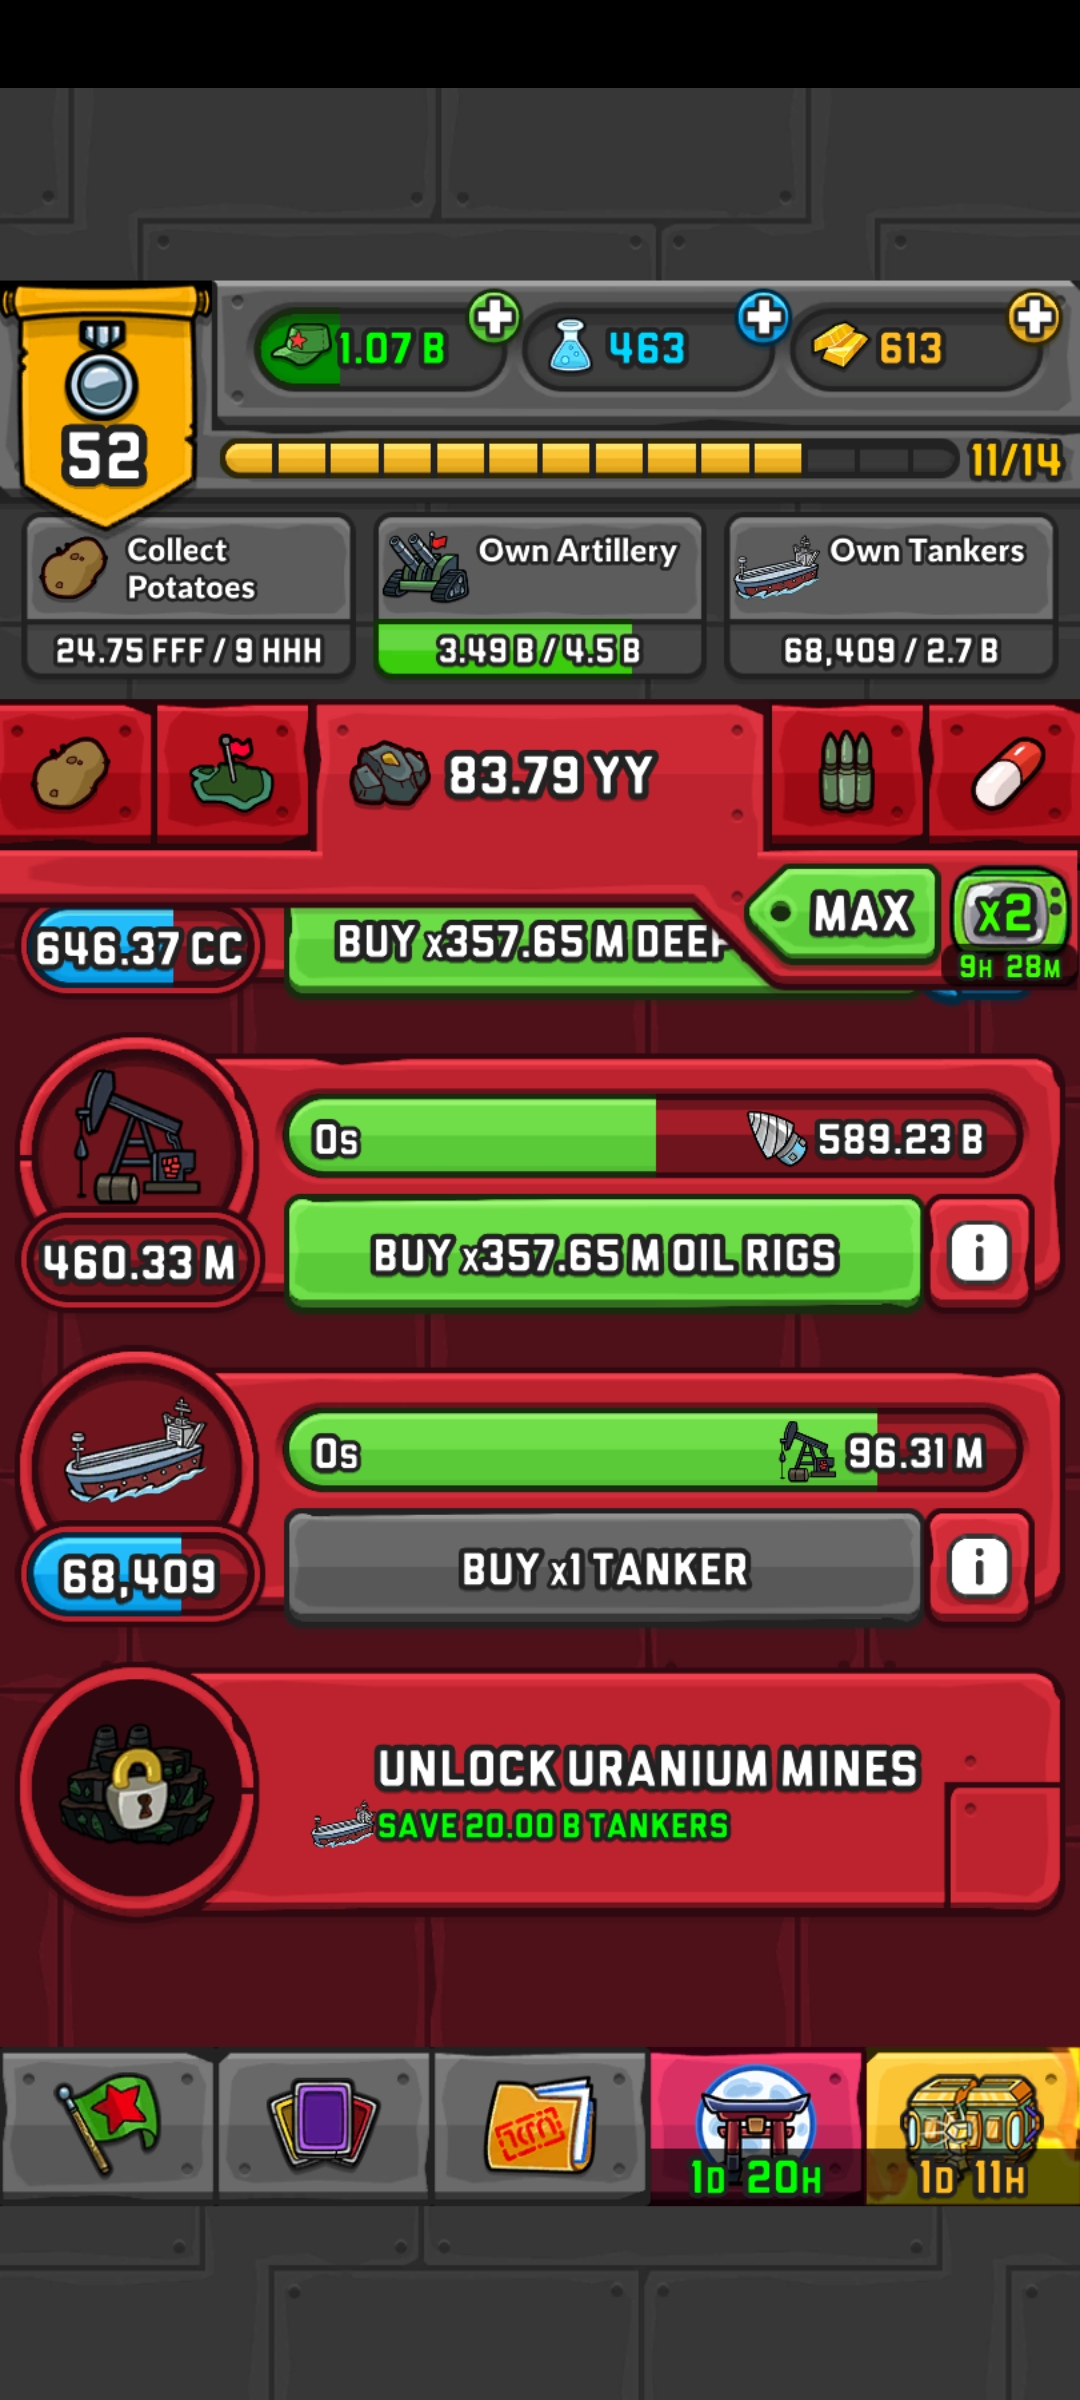 1.07 B
463
613
52
11/14
Collect
Potatoes
24.75 FFF / 9 HHH
Own Artillery
3.49 B / 4.5 B
Own Tankers
68,409 / 2.7 B
83.79 YY
MAX
x2
9H 28M
646.37 CC
BUY x357.65 M DEEP
0s
589.23 B
460.33 M
BUY x357.65 M OIL RIGS
i
0s
96.31 M
68,409
BUY x1 TANKER
i
UNLOCK URANIUM MINES
SAVE 20.00 B TANKERS
1D 20H
1D 11H